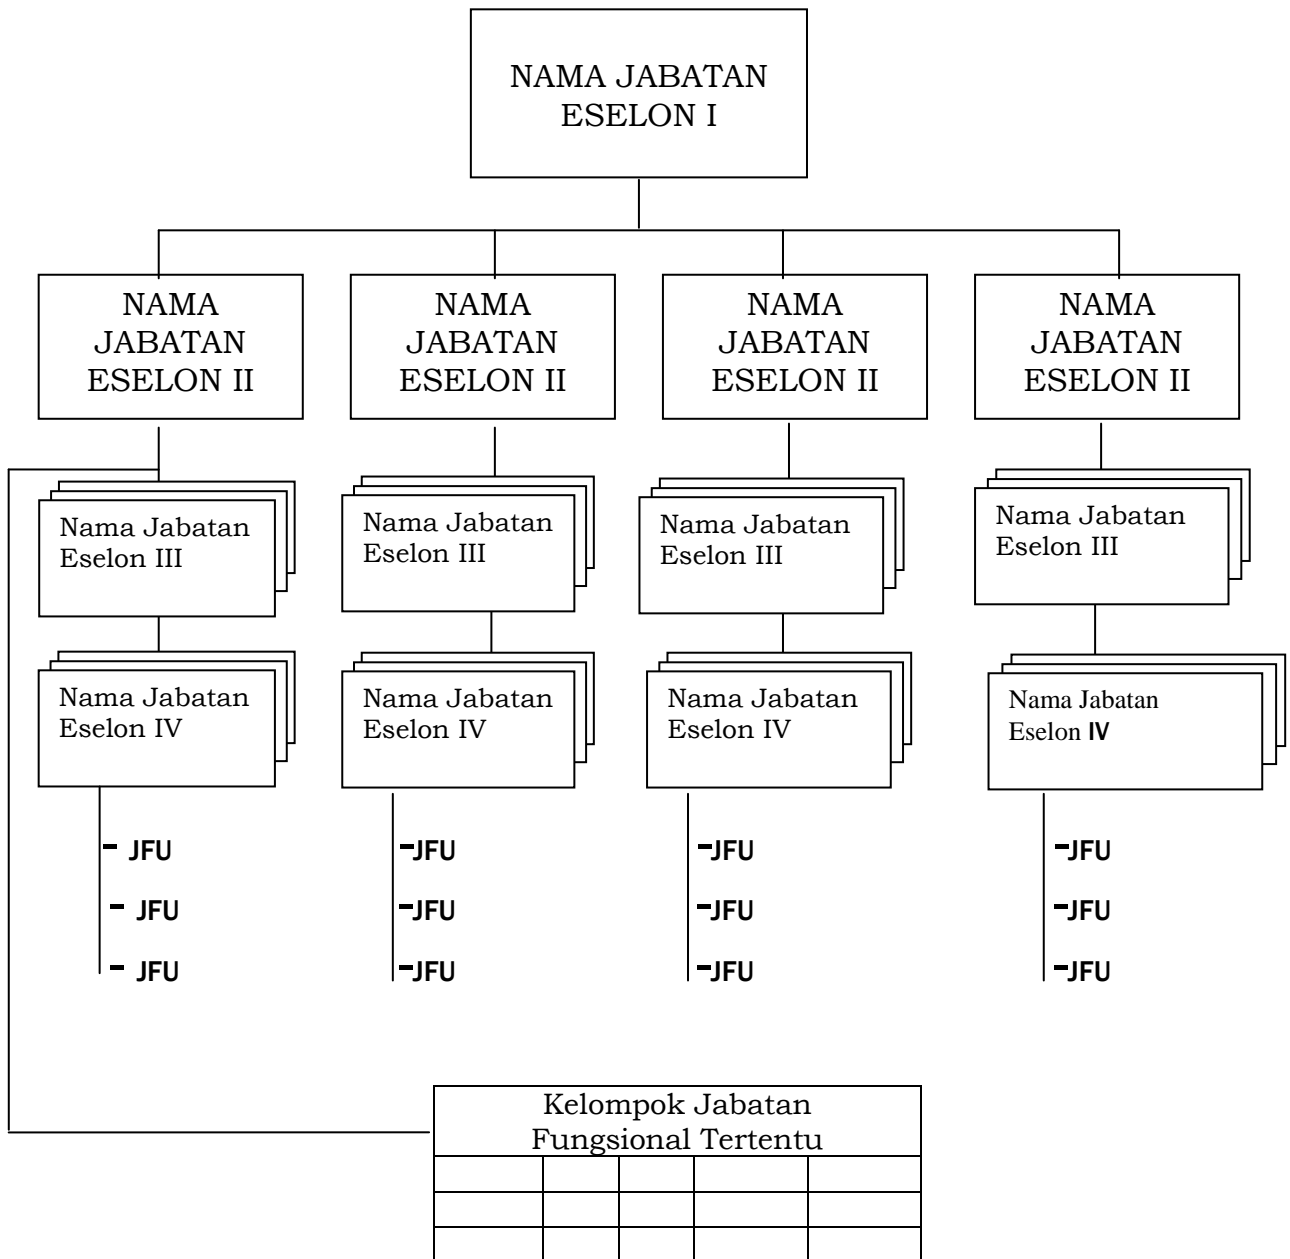 NAMA JABATAN
ESELON I
NAMA
JABATAN
ESELON II
NAMA
JABATAN
ESELON II
NAMA
JABATAN
ESELON II
NAMA
JABATAN
ESELON II
Nama Jabatan
Eselon III
Nama Jabatan
Eselon III
Nama Jabatan
Eselon III
Nama Jabatan
Eselon III
Nama Jabatan
Eselon IV
Nama Jabatan
Eselon IV
Nama Jabatan
Eselon IV
Nama Jabatan
Eselon IV
- JFU
- JFU
- JFU
-JFU
-JFU
-JFU
-JFU
-JFU
-JFU
-JFU
-JFU
-JFU
Kelompok Jabatan
Fungsional Tertentu